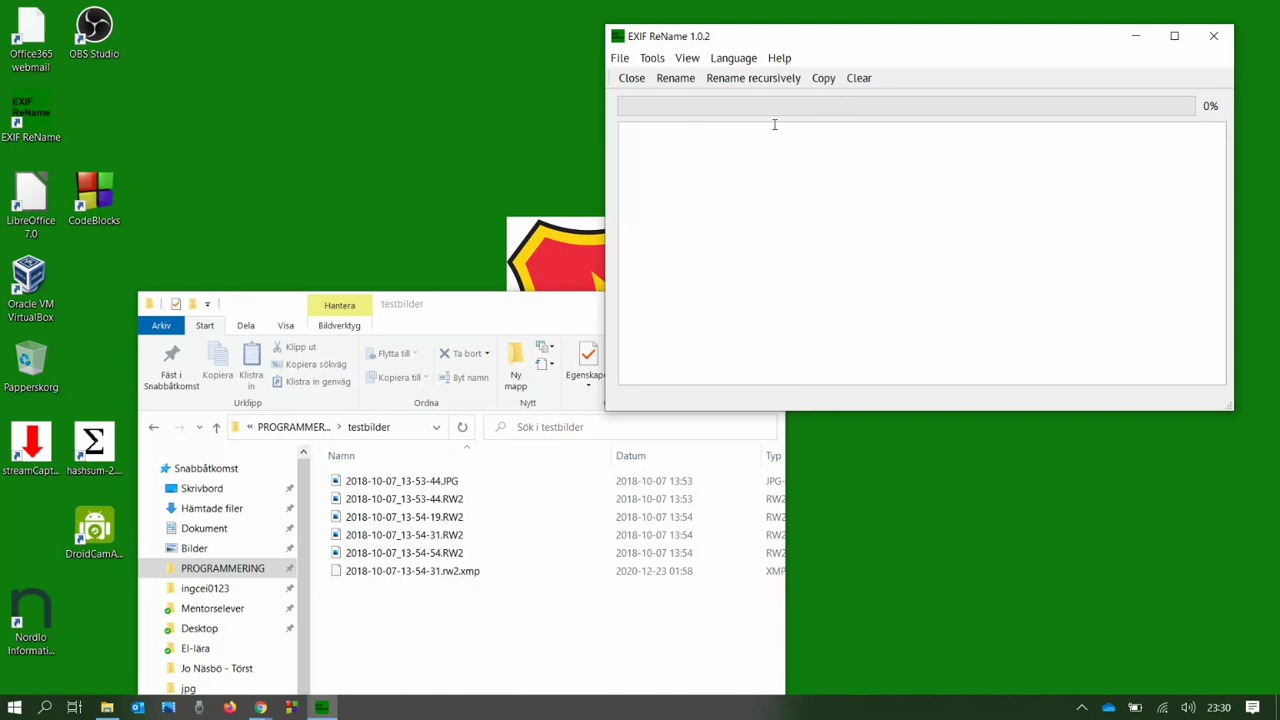 Office365
webmail
OBS Studio
EXIF
ReName
EXIF ReName
LibreOffice
7.0
CodeBlocks
Oracle VM
VirtualBox
Papperskorg
streamCapt...
hashsum-2....
DroidCamA...
Nordlo
Informati...
EXIF ReName 1.0.2
File Tools View Language Help
Close Rename Rename recursively Copy Clear
0%
Hantera testbilder
Arkiv Start Dela Visa Bildverktyg
Fäst i
Snabbåtkomst
Kopiera
Klistra
in
Klipp ut
Kopiera sökväg
Klistra in genväg
Urklipp
Flytta till
Kopiera till
Ta bort
Byt namn
Ordna
Ny
mapp
Nytt
Egenskape
« PROGRAMMER... > testbilder
Sök i testbilder
Namn Datum Typ
2018-10-07_13-53-44.JPG 2018-10-07 13:53 JPG-
2018-10-07_13-53-44.RW2 2018-10-07 13:53 RW2
2018-10-07_13-54-19.RW2 2018-10-07 13:54 RW2
2018-10-07_13-54-31.RW2 2018-10-07 13:54 RW2
2018-10-07_13-54-54.RW2 2018-10-07 13:54 RW2
2018-10-07-13-54-31.rw2.xmp 2020-12-23 01:58 XMP
Snabbåtkomst
Skrivbord
Hämtade filer
Dokument
Bilder
PROGRAMMERING
ingcei0123
Mentorselever
Desktop
El-lära
Jo Näsbö - Törst
jpg
23:30